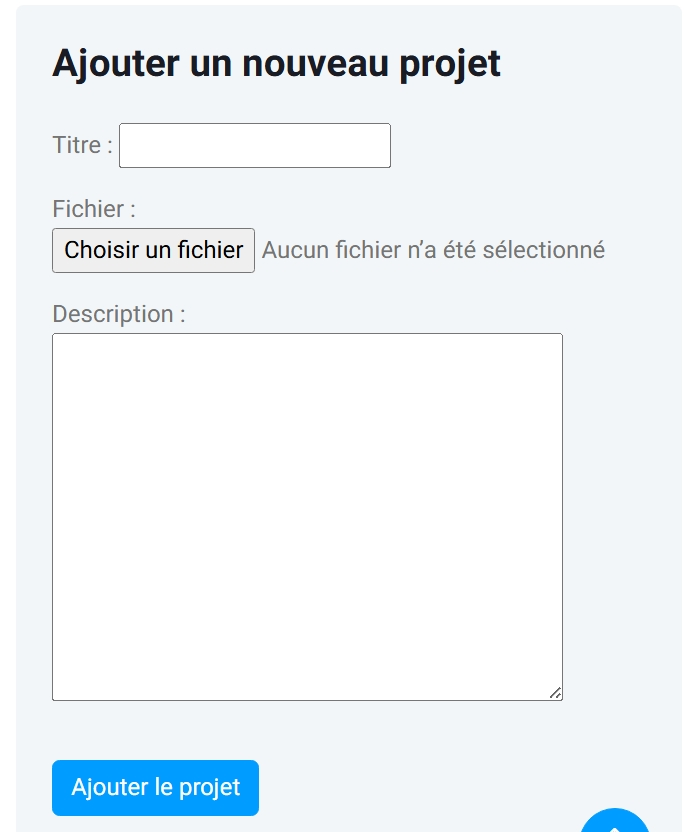 Ajouter un nouveau projet
Titre :
Fichier :
Choisir un fichier Aucun fichier n’a été sélectionné
Description :
Ajouter le projet